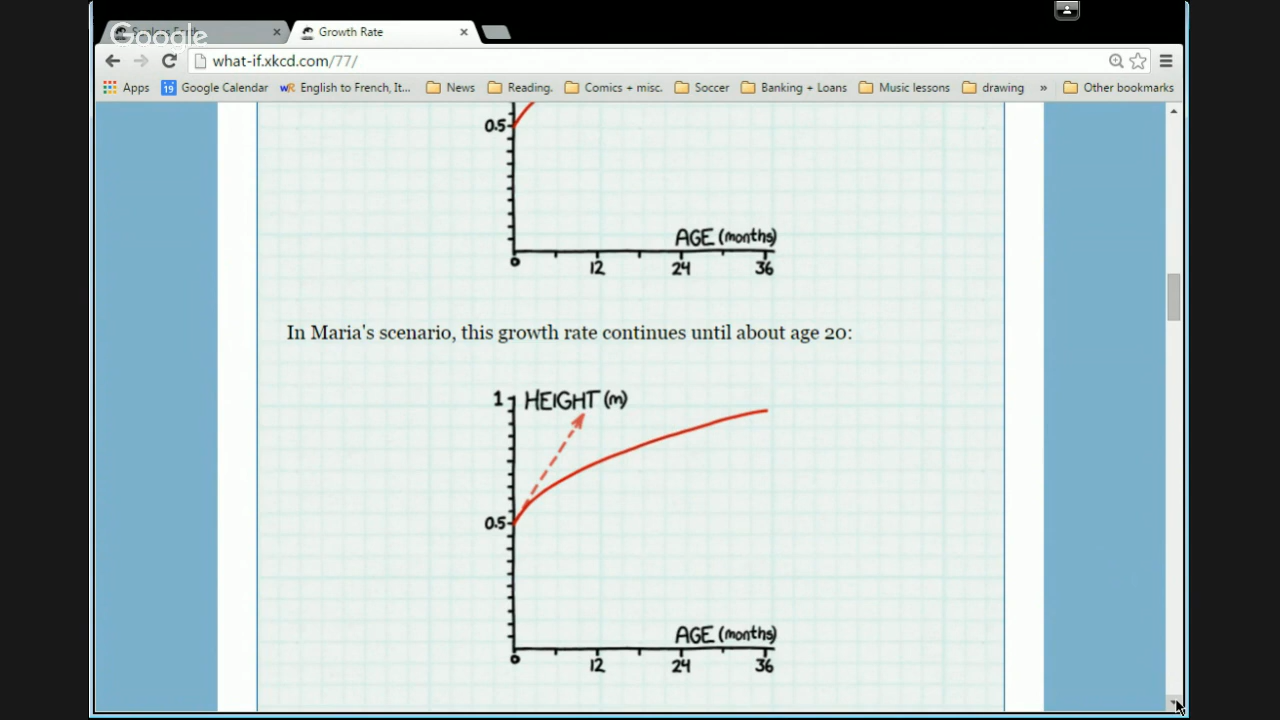 Google
Growth Rate
what-if.xkcd.com/77/
Apps 19 Google Calendar wR English to French, It... News Reading. Comics + misc. Soccer Banking + Loans Music lessons drawing » Other bookmarks
0.5
AGE (months)
0 12 24 36
In Maria's scenario, this growth rate continues until about age 20:
1 HEIGHT (m)
0.5
AGE (months)
0 12 24 36